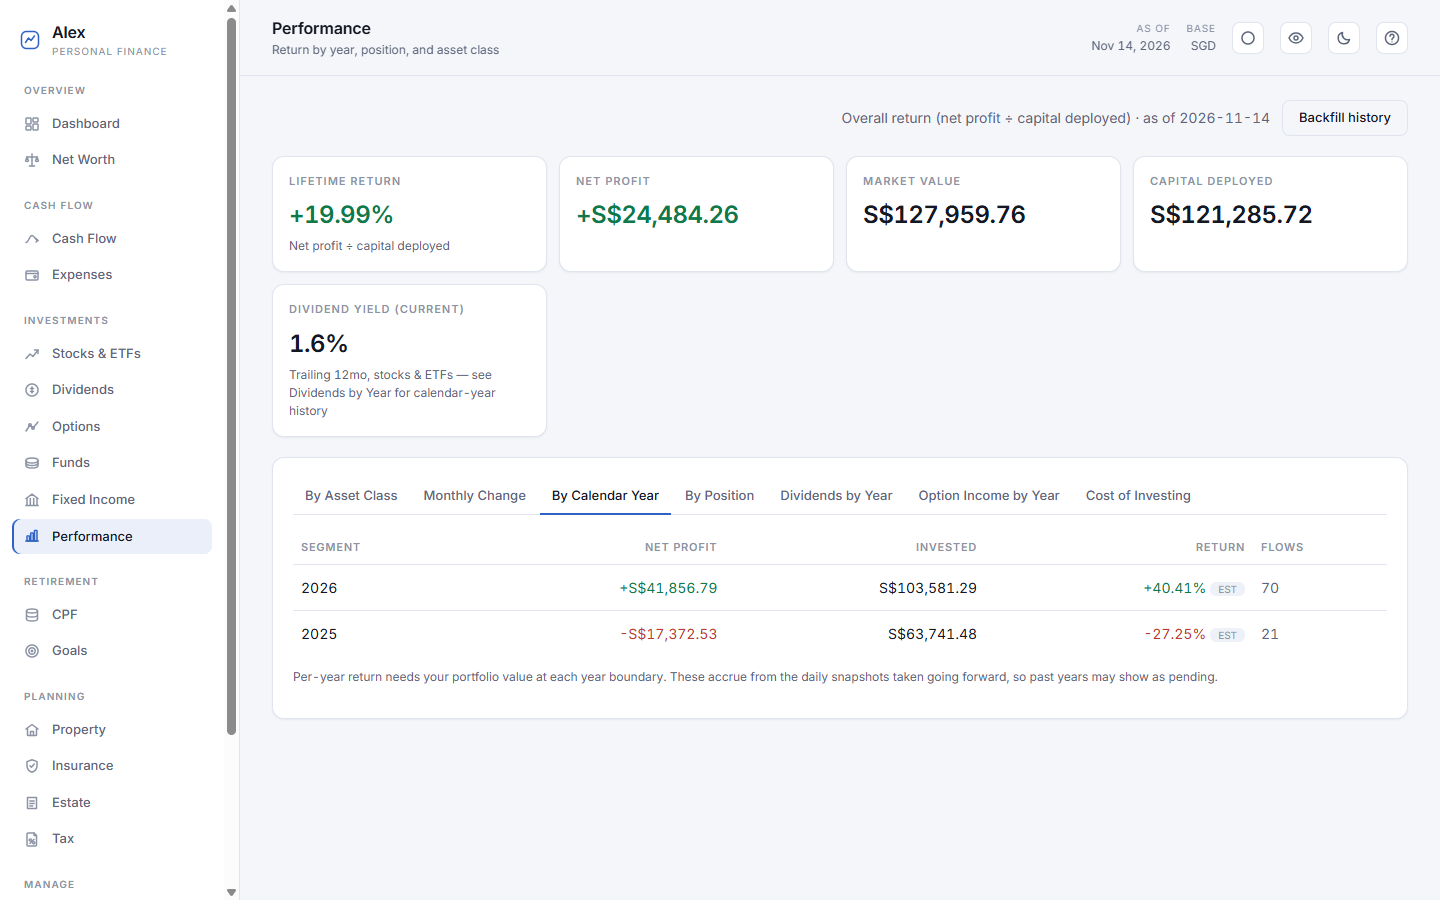 Alex
PERSONAL FINANCE
OVERVIEW
Dashboard
Net Worth
CASH FLOW
Cash Flow
Expenses
INVESTMENTS
Stocks & ETFs
Dividends
Options
Funds
Fixed Income
Performance
RETIREMENT
CPF
Goals
PLANNING
Property
Insurance
Estate
Tax
MANAGE
Performance
Return by year, position, and asset class
AS OF
Nov 14, 2026
BASE
SGD
Overall return (net profit ÷ capital deployed) · as of 2026-11-14
Backfill history
LIFETIME RETURN
+19.99%
Net profit ÷ capital deployed
NET PROFIT
+S$24,484.26
MARKET VALUE
S$127,959.76
CAPITAL DEPLOYED
S$121,285.72
DIVIDEND YIELD (CURRENT)
1.6%
Trailing 12mo, stocks & ETFs — see
Dividends by Year for calendar-year
history
By Asset Class Monthly Change By Calendar Year By Position Dividends by Year Option Income by Year Cost of Investing
SEGMENT NET PROFIT INVESTED RETURN FLOWS
2026 +S$41,856.79 S$103,581.29 +40.41% EST 70
2025 -S$17,372.53 S$63,741.48 -27.25% EST 21
Per-year return needs your portfolio value at each year boundary. These accrue from the daily snapshots taken going forward, so past years may show as pending.